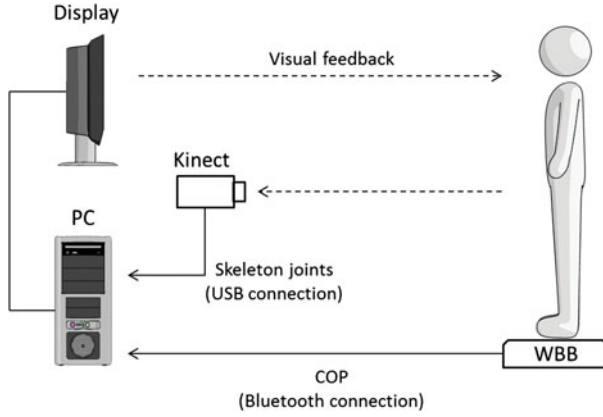 Display
Visual feedback
Kinect
PC
Skeleton joints
(USB connection)
WBB
COP
(Bluetooth connection)